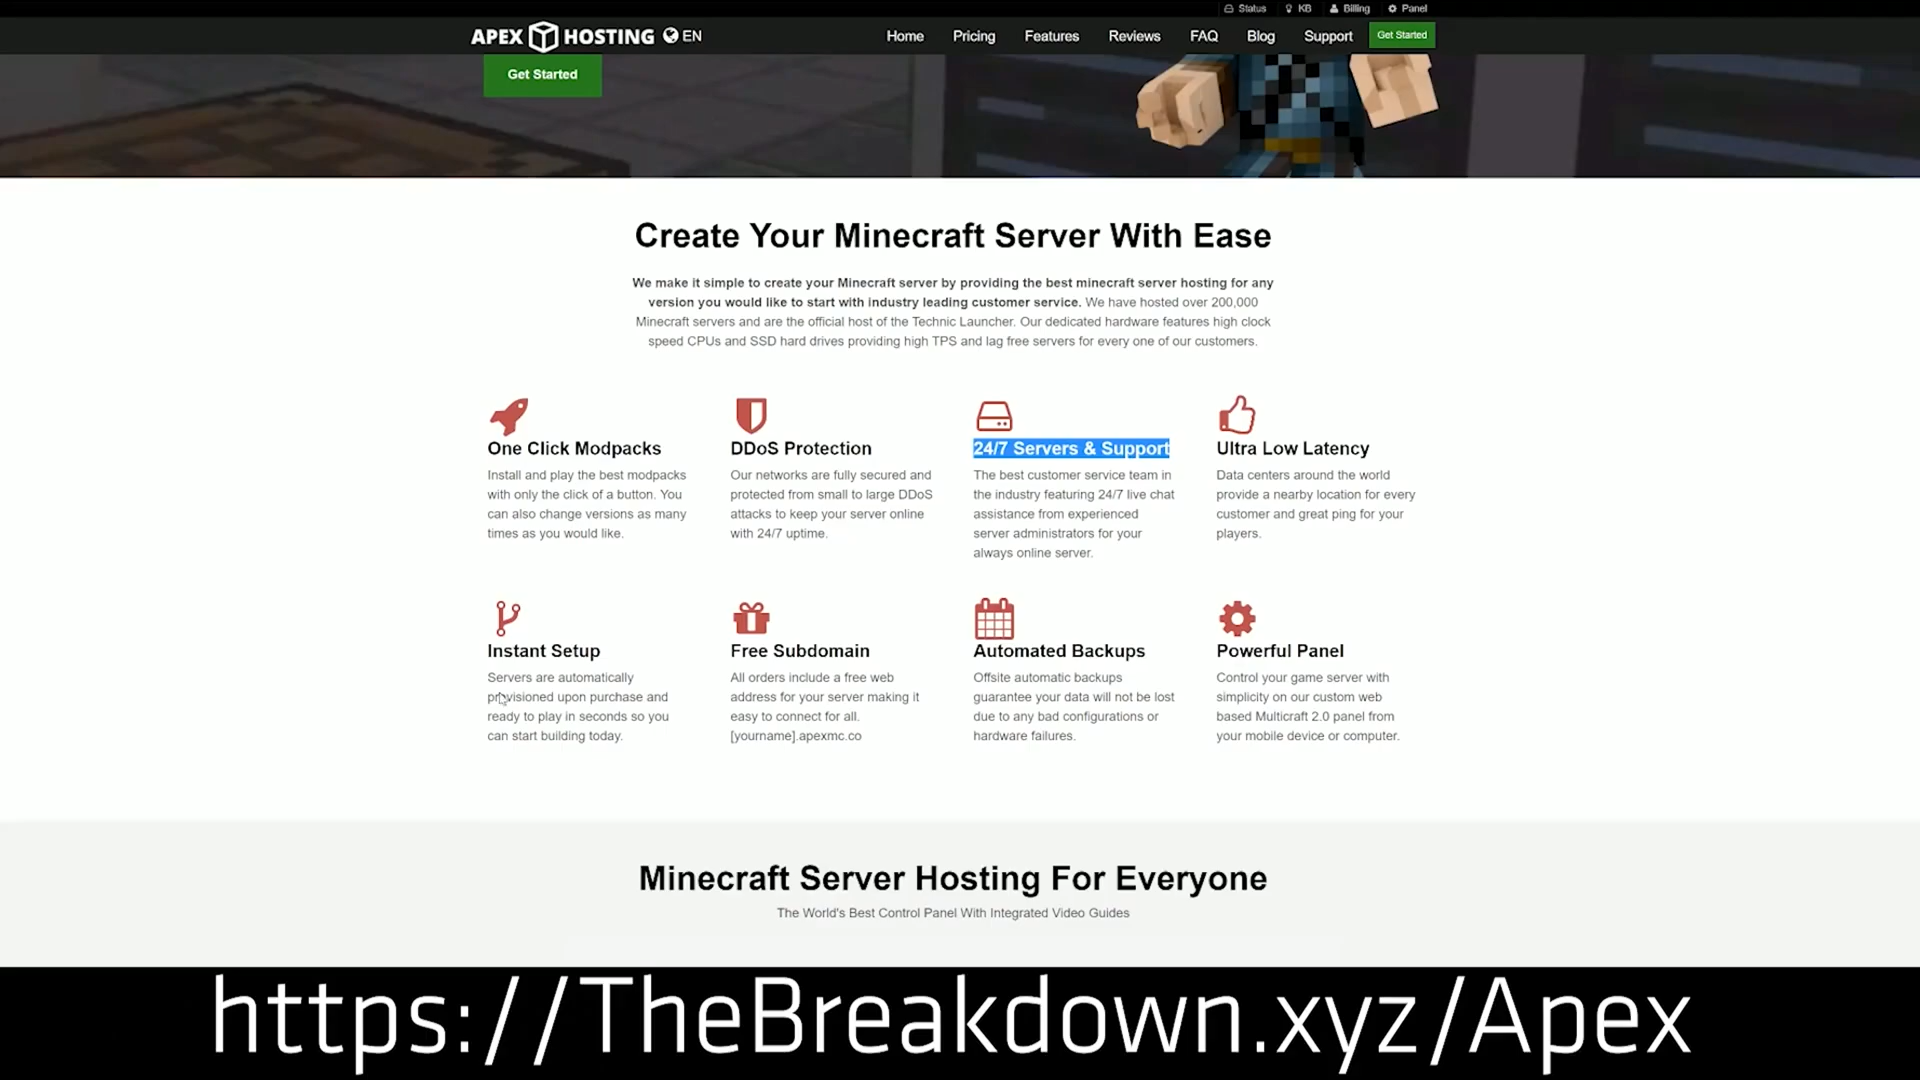 Status KB Billing Panel
APEX HOSTING EN Home Pricing Features Reviews FAQ Blog Support Get Started
Get Started
Create Your Minecraft Server With Ease
We make it simple to create your Minecraft server by providing the best minecraft server hosting for any
version you would like to start with industry leading customer service. We have hosted over 200,000
Minecraft servers and are the official host of the Technic Launcher. Our dedicated hardware features high clock
speed CPUs and SSD hard drives providing high TPS and lag free servers for every one of our customers.
One Click Modpacks
Install and play the best modpacks
with only the click of a button. You
can also change versions as many
times as you would like.
DDoS Protection
Our networks are fully secured and
protected from small to large DDoS
attacks to keep your server online
with 24/7 uptime.
24/7 Servers & Support
The best customer service team in
the industry featuring 24/7 live chat
assistance from experienced
server administrators for your
always online server.
Ultra Low Latency
Data centers around the world
provide a nearby location for every
customer and great ping for your
players.
Instant Setup
Servers are automatically
provisioned upon purchase and
ready to play in seconds so you
can start building today.
Free Subdomain
All orders include a free web
address for your server making it
easy to connect for all.
[yourname].apexmc.co
Automated Backups
Offsite automatic backups
guarantee your data will not be lost
due to any bad configurations or
hardware failures.
Powerful Panel
Control your game server with
simplicity on our custom web
based Multicraft 2.0 panel from
your mobile device or computer.
Minecraft Server Hosting For Everyone
The World's Best Control Panel With Integrated Video Guides
https://TheBreakdown.xyz/Apex